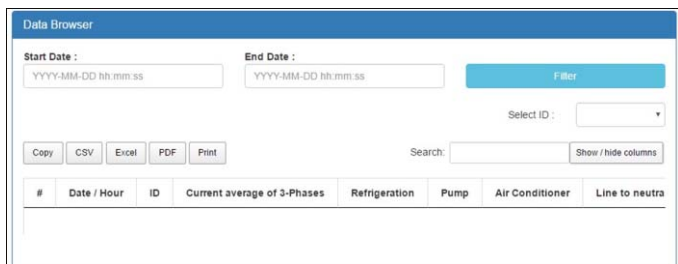 Data Browser
Start Date : End Date :
YYYY-MM-DD hh:mm:ss YYYY-MM-DD hh:mm:ss Filter
Select ID :
Copy CSV Excel PDF Print Search: Show / hide columns
# Date / Hour ID Current average of 3-Phases Refrigeration Pump Air Conditioner Line to neutra